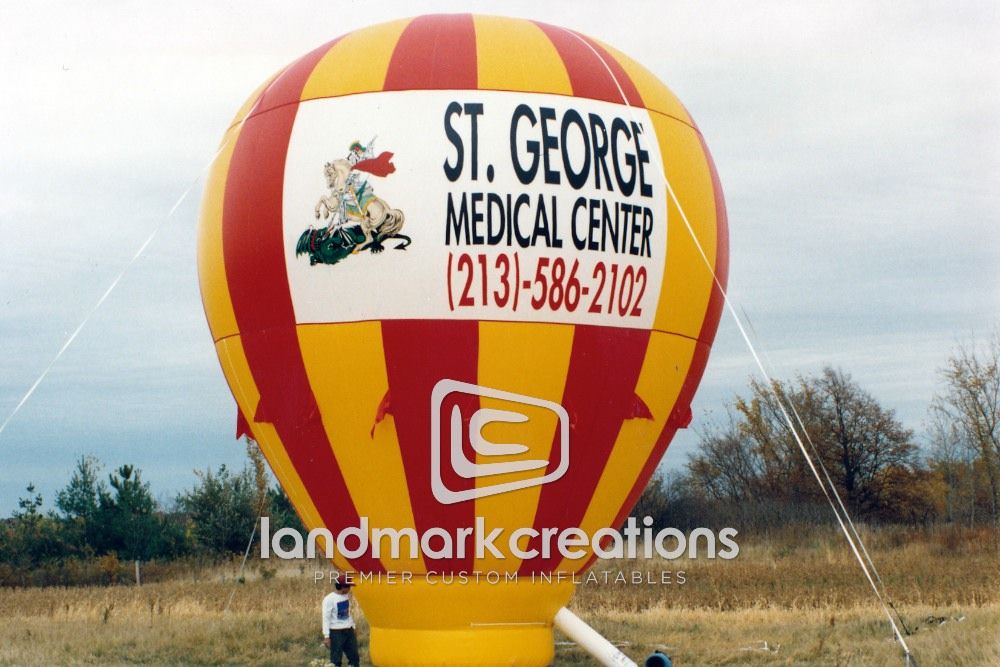 ST. GEORGE
MEDICAL CENTER
(213)-586-2102
landmarkcreations
PREMIER CUSTOM INFLATABLES